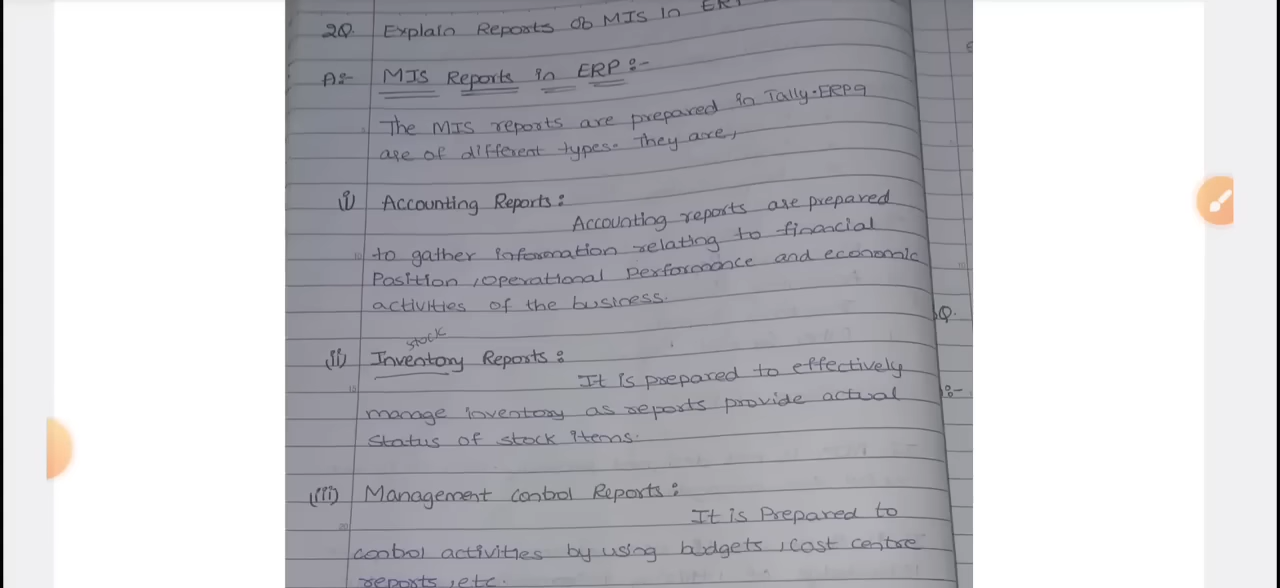 2Q. Explain Reports of MIS in ERP
A:- MIS Reports in ERP :-
The MIS reports are prepared in Tally.ERP9
are of different types. They are,
(i) Accounting Reports :
Accounting reports are prepared
to gather information relating to financial
Position, operational performance and economic
activities of the business.
stock
(ii) Inventory Reports :
It is prepared to effectively
manage inventory as reports provide actual
status of stock items.
(iii) Management control Reports :
It is Prepared to
control activities by using budgets, cost centre
reports, etc.
Q.
:-